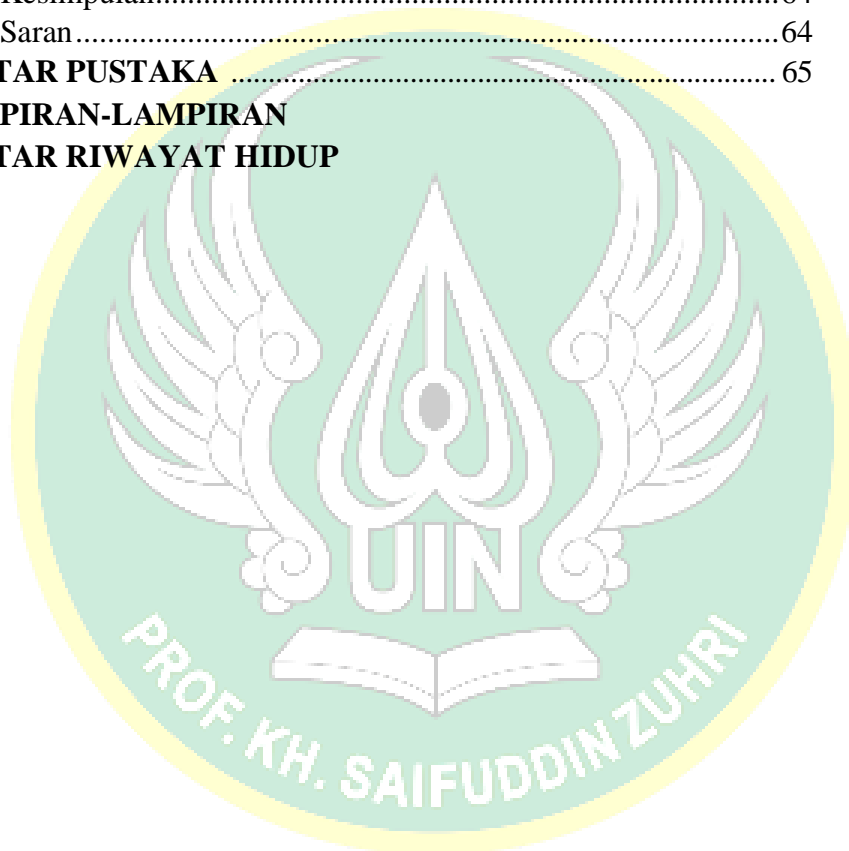 Saran........................................................................................................64
TAR PUSTAKA ................................................................................. 65
PIRAN-LAMPIRAN
TAR RIWAYAT HIDUP
UIN
PROF. KH. SAIFUDDIN ZUHRI